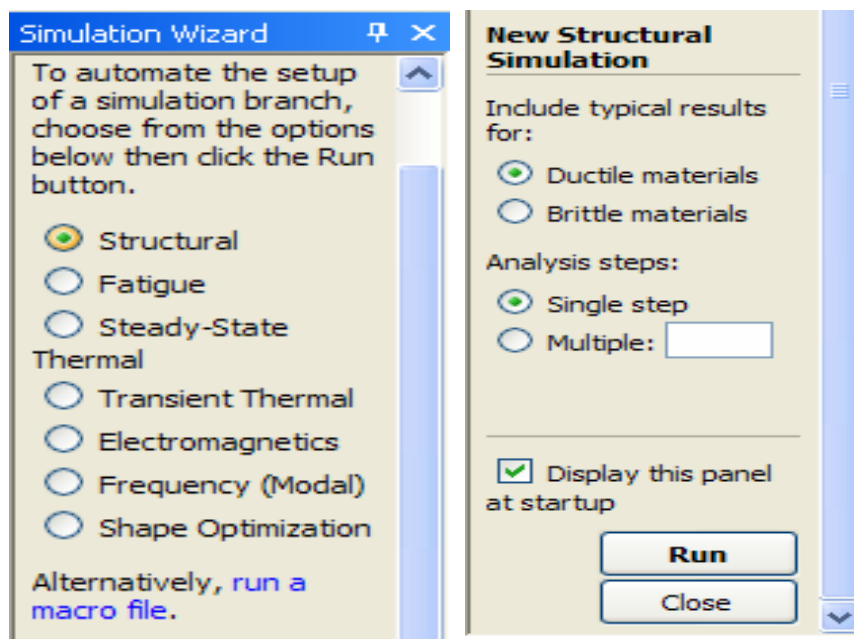 Simulation Wizard
To automate the setup
of a simulation branch,
choose from the options
below then click the Run
button.
Structural
Fatigue
Steady-State
Thermal
Transient Thermal
Electromagnetics
Frequency (Modal)
Shape Optimization
Alternatively, run a
macro file.
New Structural
Simulation
Include typical results
for:
Ductile materials
Brittle materials
Analysis steps:
Single step
Multiple:
Display this panel
at startup
Run
Close